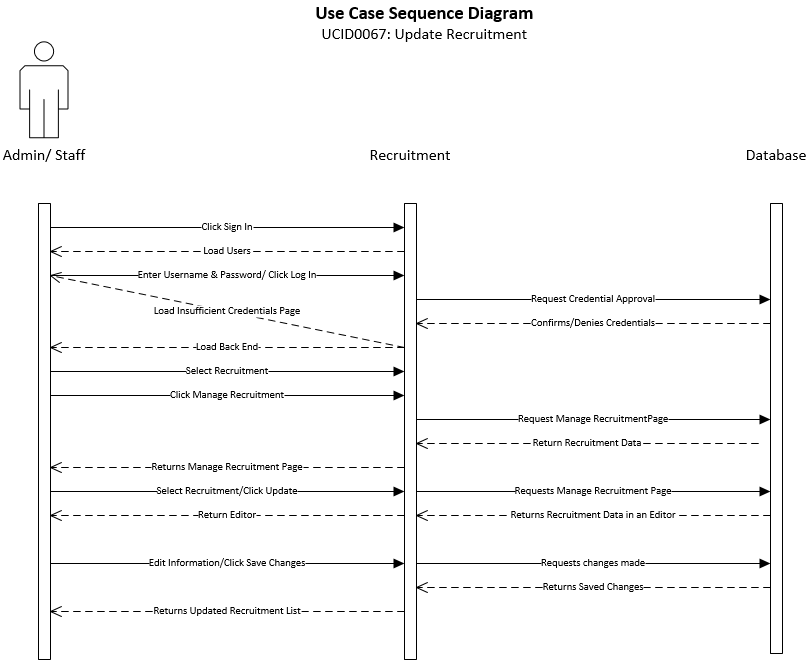 Use Case Sequence Diagram
UCID0067: Update Recruitment
Admin/ Staff
Recruitment
Database
Click Sign In
Load Users
Enter Username & Password/ Click Log In
Request Credential Approval
Load Insufficient Credentials Page
Confirms/Denies Credentials
Load Back End
Select Recruitment
Click Manage Recruitment
Request Manage RecruitmentPage
Return Recruitment Data
Returns Manage Recruitment Page
Select Recruitment/Click Update
Requests Manage Recruitment Page
Return Editor
Returns Recruitment Data in an Editor
Edit Information/Click Save Changes
Requests changes made
Returns Saved Changes
Returns Updated Recruitment List